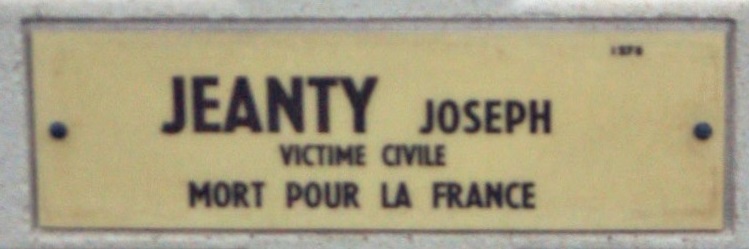 JEANTY JOSEPH
VICTIME CIVILE
MORT POUR LA FRANCE